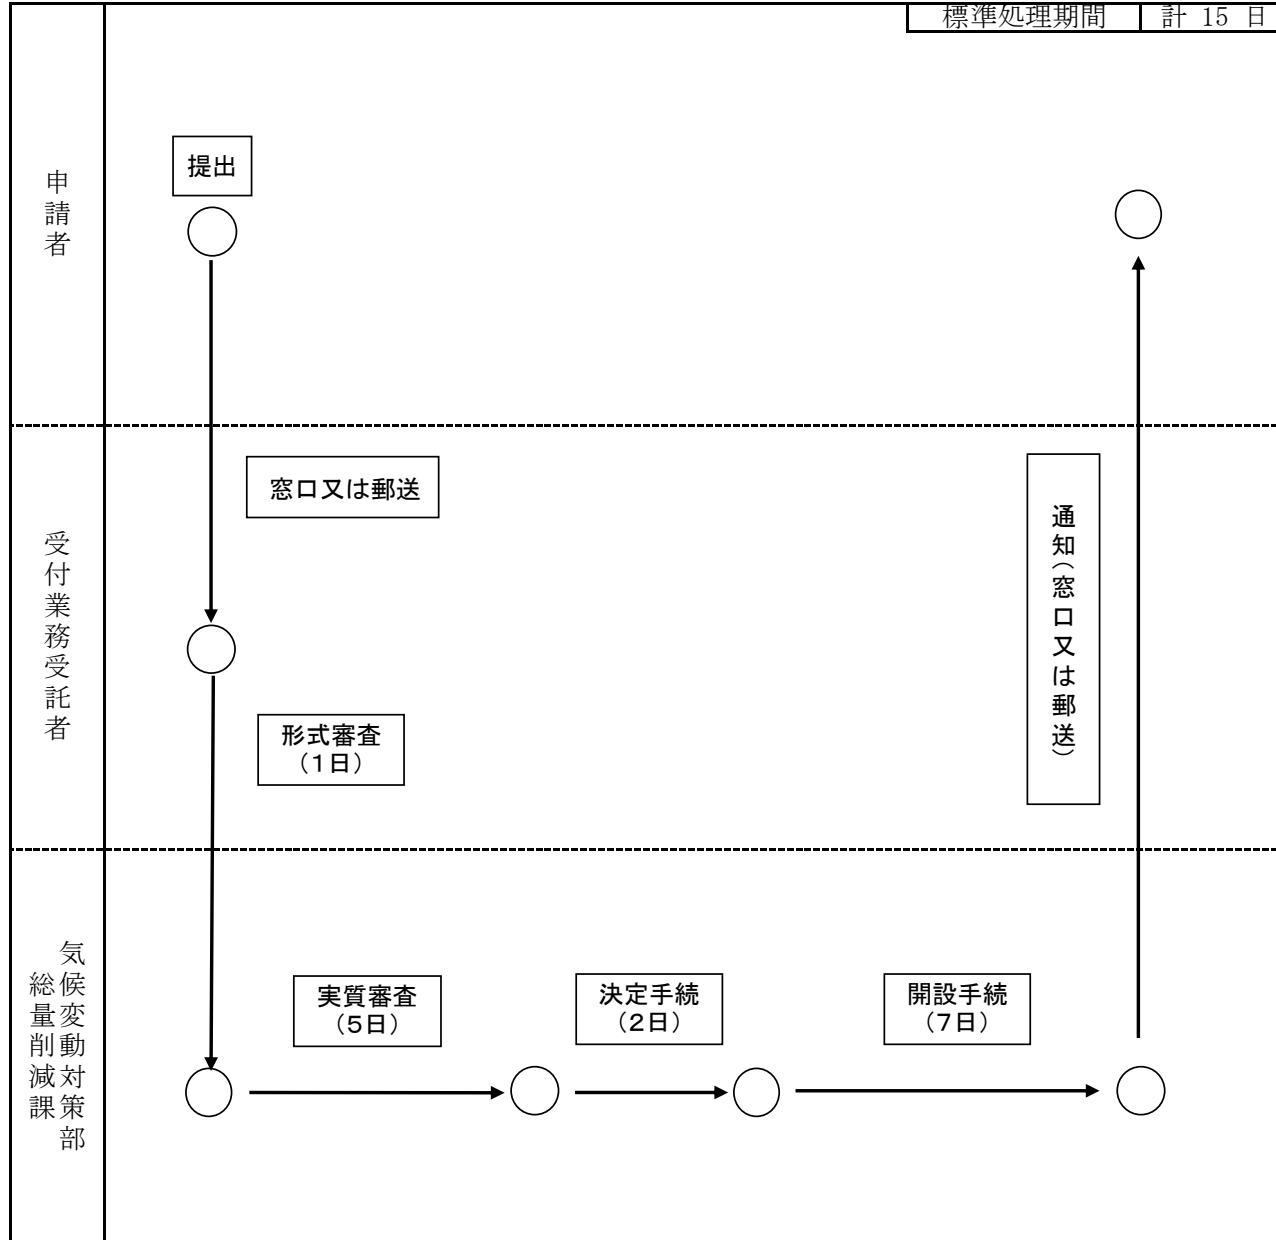 標準処理期間 計 15 日
申請者
提出
受付業務受託者
窓口又は郵送
形式審査
（１日）
通知（窓口又は郵送）
気候変動対策部
総量削減課
実質審査
（５日）
決定手続
（２日）
開設手続
（７日）